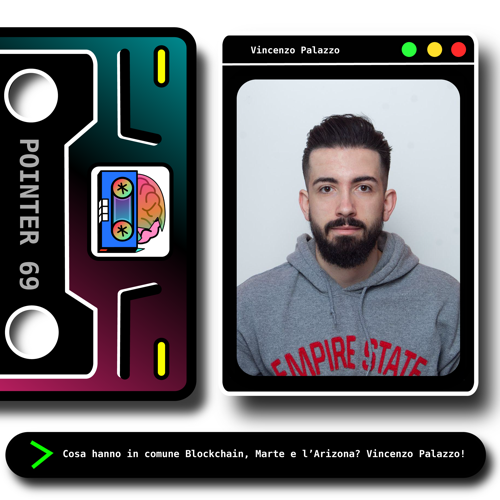 Vincenzo Palazzo
POINTER 69
EMPIRE STATE
Cosa hanno in comune Blockchain, Marte e l’Arizona? Vincenzo Palazzo!